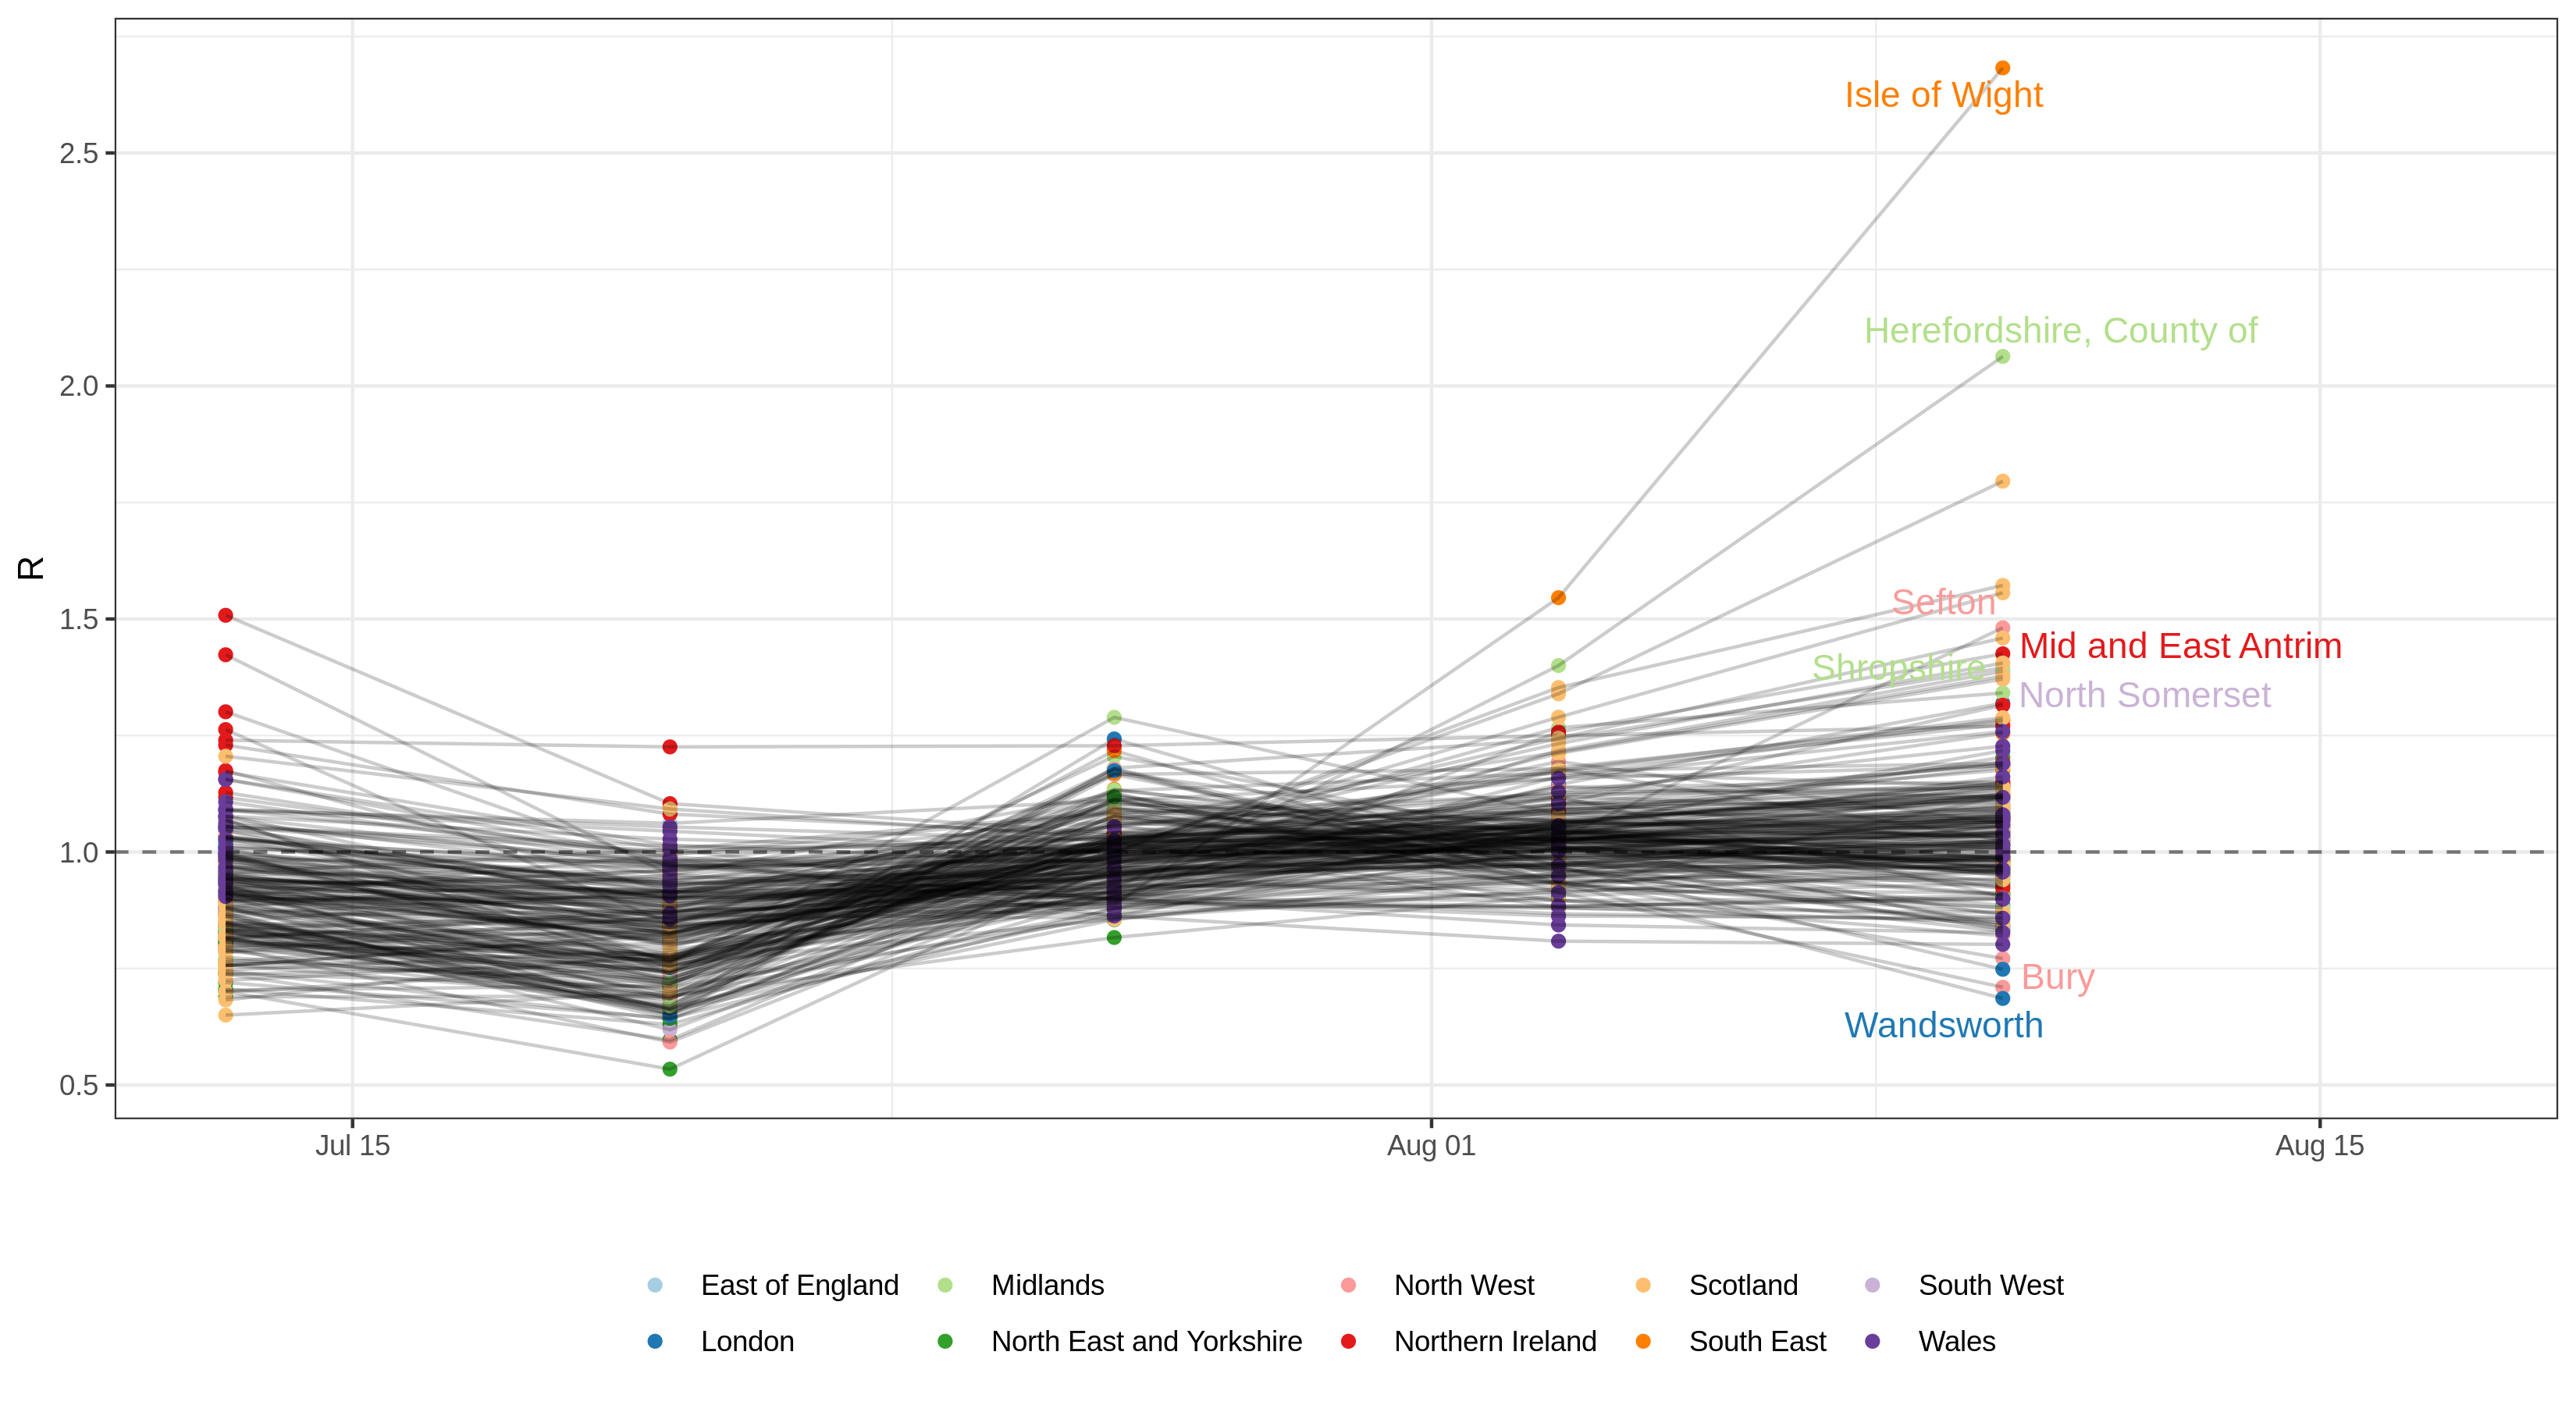 Isle of Wight
2.5
Herefordshire, County of
2.0
R
Sefton
1.5
Mid and East Antrim
Shropshire
North Somerset
1.0
Bury
Wandsworth
0.5
Jul 15
Aug 01
Aug 15
East of England
Midlands
North West
Scotland
South West
London
North East and Yorkshire
Northern Ireland
South East
Wales